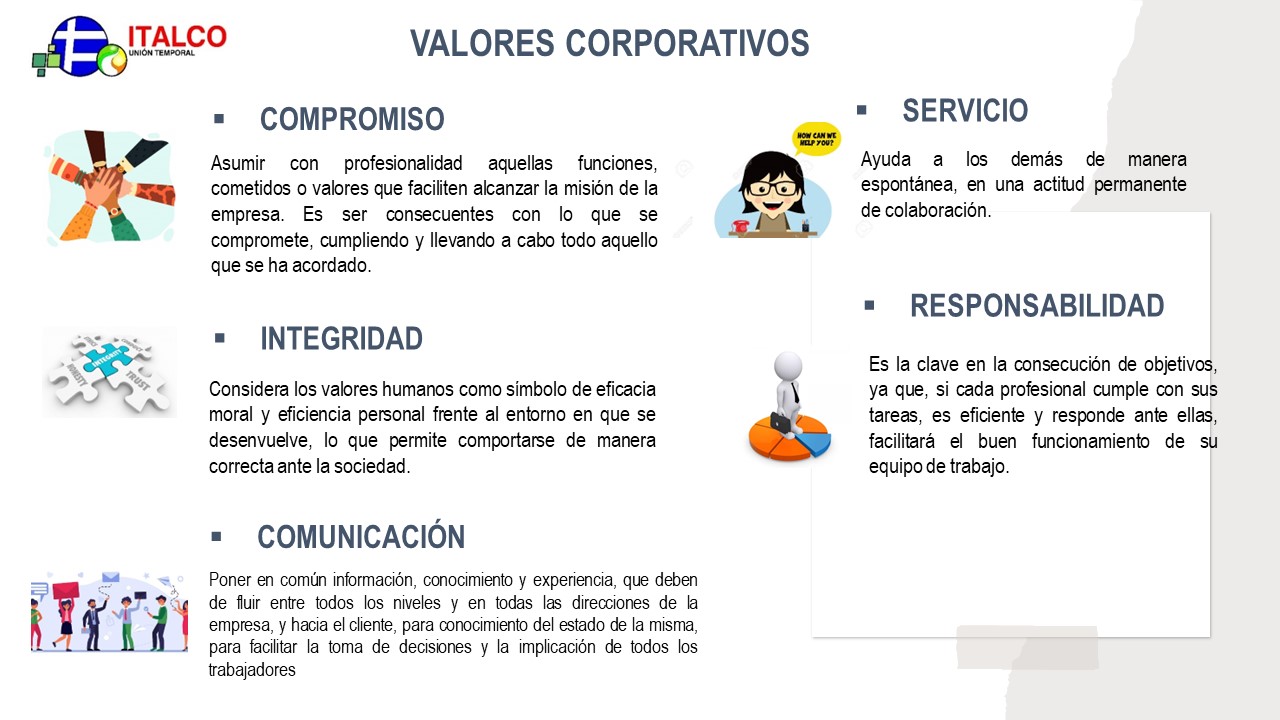 ITALCO
UNIÓN TEMPORAL
VALORES CORPORATIVOS
▪ COMPROMISO
Asumir con profesionalidad aquellas funciones,
cometidos o valores que faciliten alcanzar la misión de la
empresa. Es ser consecuentes con lo que se
compromete, cumpliendo y llevando a cabo todo aquello
que se ha acordado.
▪ INTEGRIDAD
INTEGRITY
HONESTY
TRUST
Considera los valores humanos como símbolo de eficacia
moral y eficiencia personal frente al entorno en que se
desenvuelve, lo que permite comportarse de manera
correcta ante la sociedad.
▪ COMUNICACIÓN
Poner en común información, conocimiento y experiencia, que deben
de fluir entre todos los niveles y en todas las direcciones de la
empresa, y hacia el cliente, para conocimiento del estado de la misma,
para facilitar la toma de decisiones y la implicación de todos los
trabajadores
▪ SERVICIO
HOW CAN WE
HELP YOU?
Ayuda a los demás de manera
espontánea, en una actitud permanente
de colaboración.
▪ RESPONSABILIDAD
Es la clave en la consecución de objetivos,
ya que, si cada profesional cumple con sus
tareas, es eficiente y responde ante ellas,
facilitará el buen funcionamiento de su
equipo de trabajo.